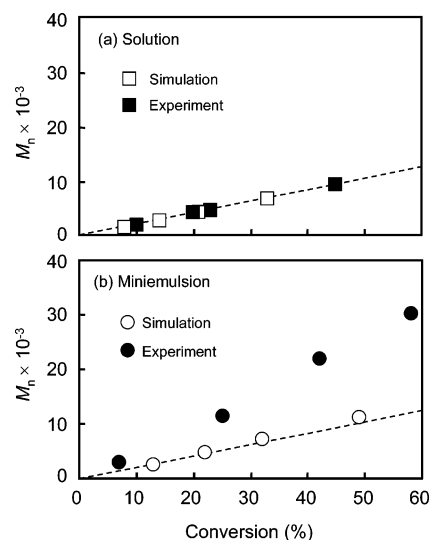 40
(a) Solution
Simulation
Experiment
30
20
10
0
Mn × 10-3
40
(b) Miniemulsion
Simulation
Experiment
30
20
10
0
Mn × 10-3
0 10 20 30 40 50 60
Conversion (%)